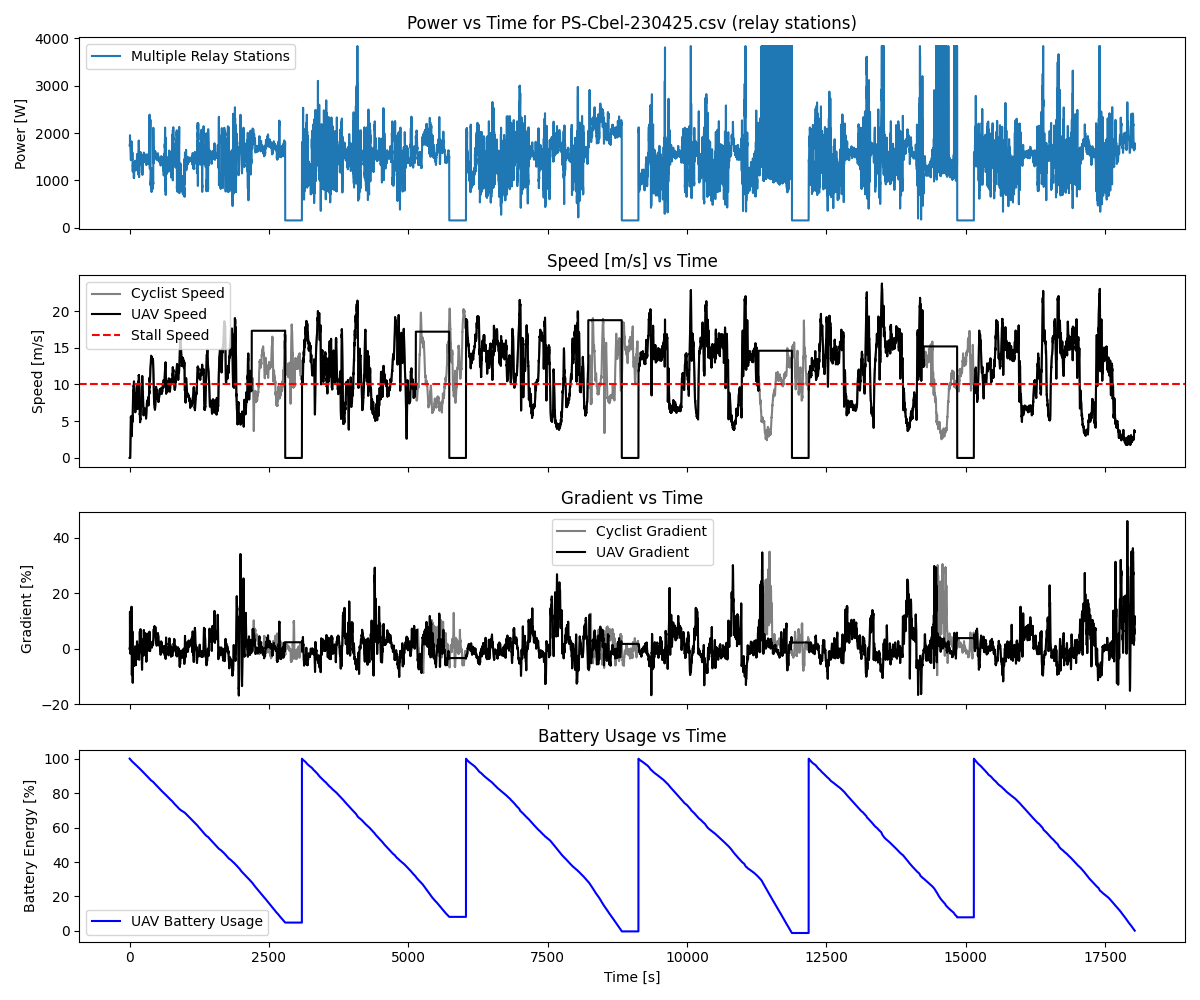 Power vs Time for PS-Cbel-230425.csv (relay stations)
4000
3000
2000
1000
0
Power [W]
Multiple Relay Stations
Speed [m/s] vs Time
20
15
10
5
0
Speed [m/s]
Cyclist Speed
UAV Speed
Stall Speed
Gradient vs Time
40
20
0
−20
Gradient [%]
Cyclist Gradient
UAV Gradient
Battery Usage vs Time
100
80
60
40
20
0
Battery Energy [%]
UAV Battery Usage
0 2500 5000 7500 10000 12500 15000 17500
Time [s]